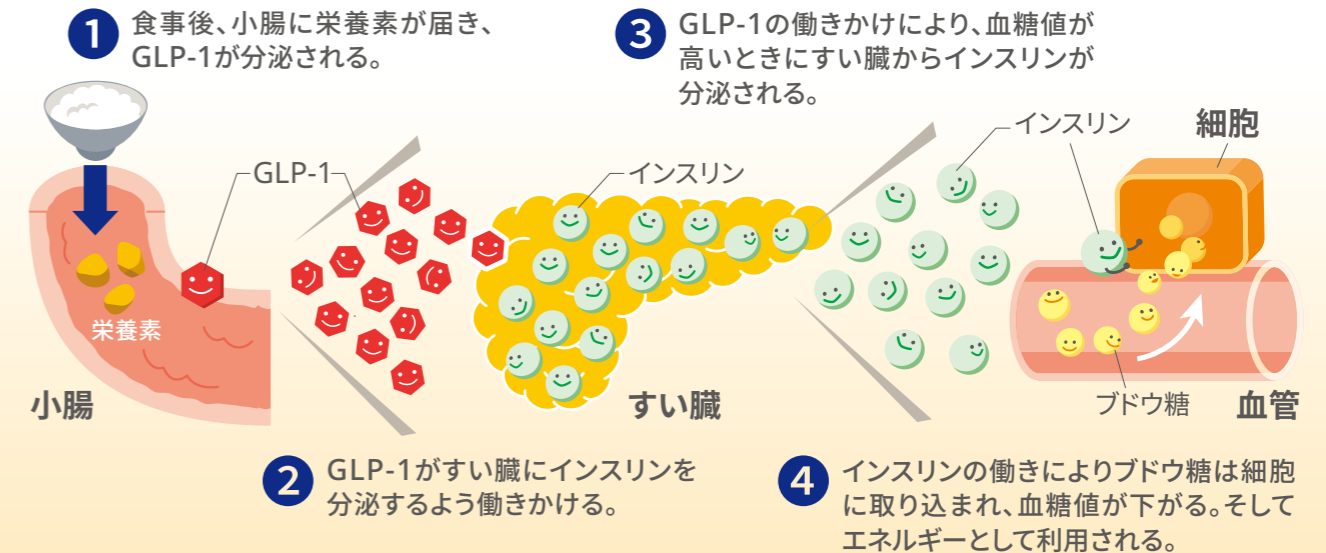 1 食事後、小腸に栄養素が届き、
GLP-1が分泌される。
3 GLP-1の働きかけにより、血糖値が
高いときにすい臓からインスリンが
分泌される。
GLP-1
インスリン
インスリン
細胞
栄養素
小腸
すい臓
ブドウ糖
血管
2 GLP-1がすい臓にインスリンを
分泌するよう働きかける。
4 インスリンの働きによりブドウ糖は細胞
に取り込まれ、血糖値が下がる。そして
エネルギーとして利用される。